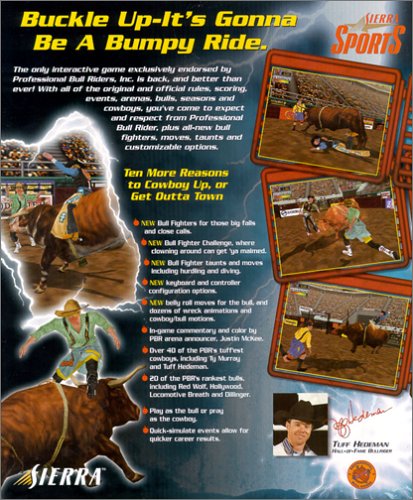 Buckle Up-It's Gonna
Be A Bumpy Ride.
SIERRA
SPORTS
The only interactive game exclusively endorsed by
Professional Bull Riders, Inc. is back, and better than
ever! With all of the original and official rules, scoring,
events, arenas, bulls, seasons and
cowboys, you've come to expect
and respect from Professional
Bull Rider, plus all-new bull
fighters, moves, taunts and
customizable options.
Ten More Reasons
to Cowboy Up, or
Get Outta Town
NEW Bull Fighters for those big falls
and close calls.
NEW Bull Fighter Challenge, where
clowning around can get 'ya maimed.
NEW Bull Fighter taunts and moves
including hurdling and diving.
NEW keyboard and controller
configuration options.
NEW belly roll moves for the bull, and
dozens of wreck animations and
cowboy/bull motions.
In-game commentary and color by
PBR arena announcer, Justin McKee.
Over 40 of the PBR's tuffest
cowboys, including Ty Murray
and Tuff Hedeman.
20 of the PBR's rankest bulls,
including Red Wolf, Hollywood,
Locomotive Breath and Dillinger.
Play as the bull or pray
as the cowboy.
Quick-simulate events allow for
quicker career results.
Tuff Hedeman
TUFF HEDEMAN
HALL-OF-FAME BULLRIDER
SIERRA